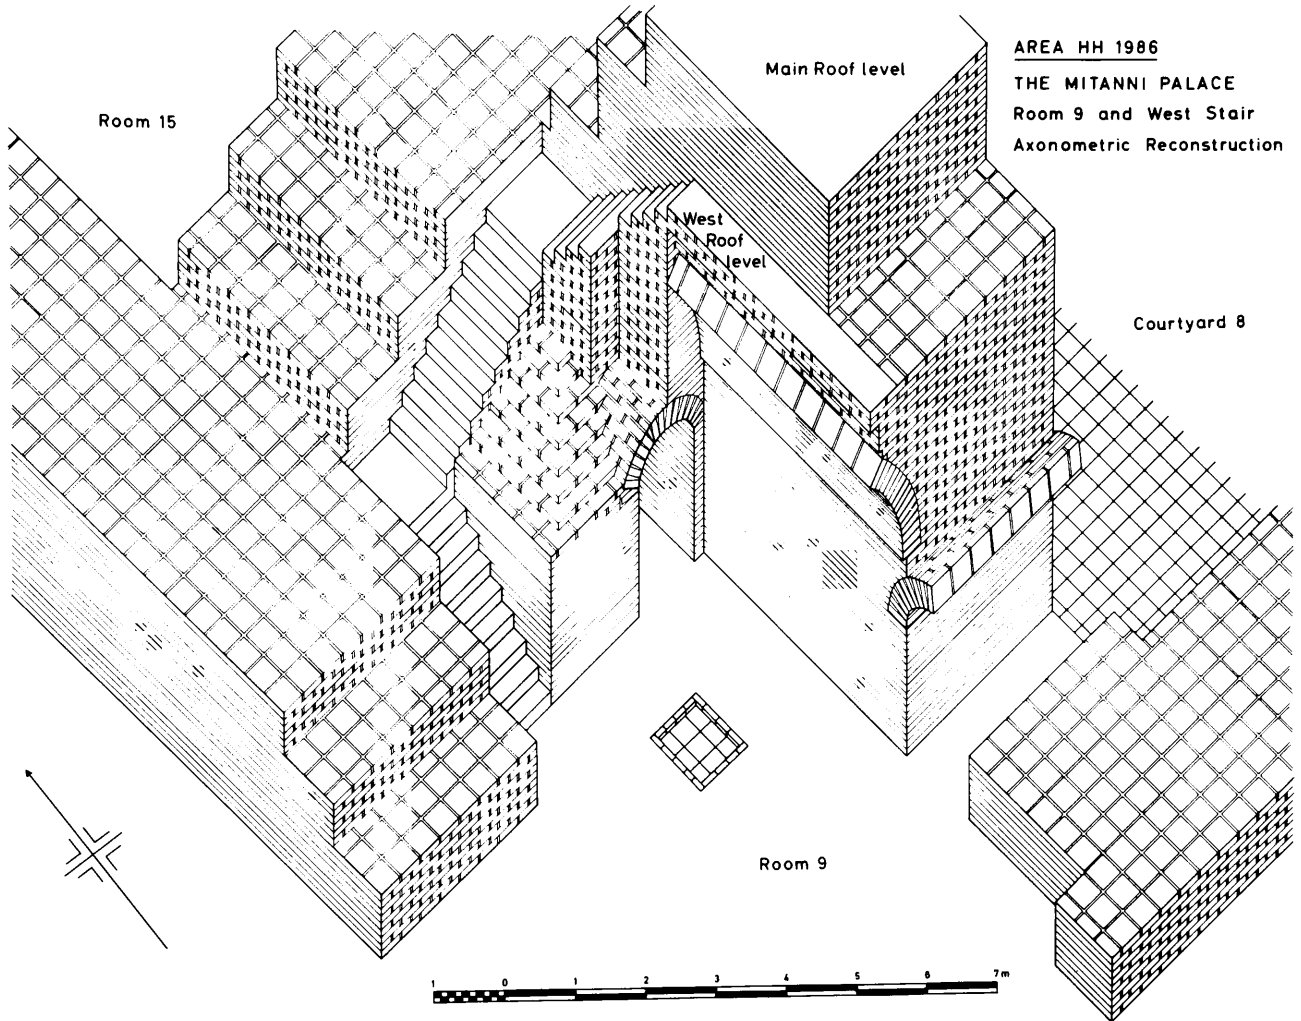 AREA HH 1986
THE MITANNI PALACE
Room 9 and West Stair
Axonometric Reconstruction
Main Roof level
Room 15
West
Roof
level
Courtyard 8
Room 9
1 0 1 2 3 4 5 6 7 m